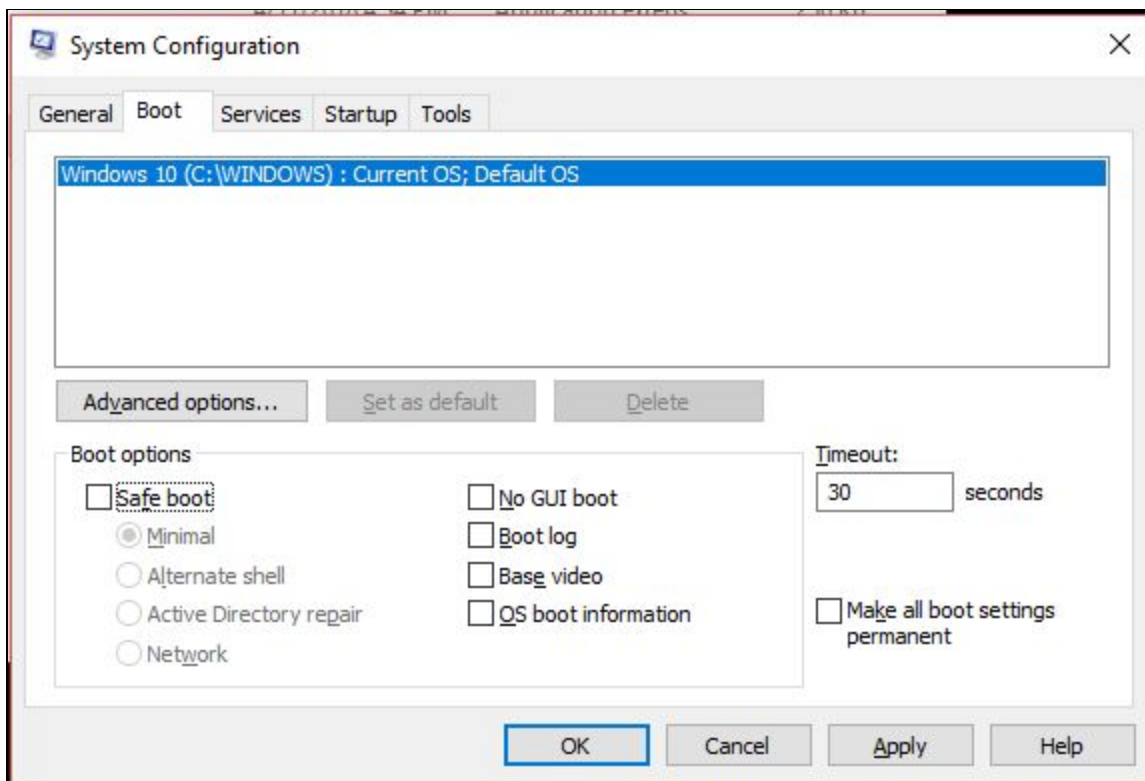 System Configuration
General Boot Services Startup Tools
Windows 10 (C:\WINDOWS) : Current OS; Default OS
Advanced options... Set as default Delete
Boot options Timeout:
Safe boot No GUI boot 30 seconds
Minimal Boot log
Alternate shell Base video
Active Directory repair OS boot information Make all boot settings
permanent
Network
OK Cancel Apply Help